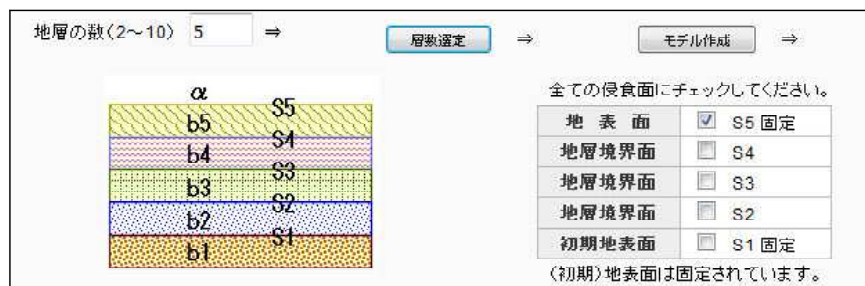 地層の数(2～10) 5 ⇒ 層数選定 ⇒ モデル作成 ⇒
α
S5
b5
S4
b4
S3
b3
S2
b2
S1
b1
全ての侵食面にチェックしてください。
地 表 面 S5 固定
地層境界面 S4
地層境界面 S3
地層境界面 S2
初期地表面 S1 固定
(初期)地表面は固定されています。